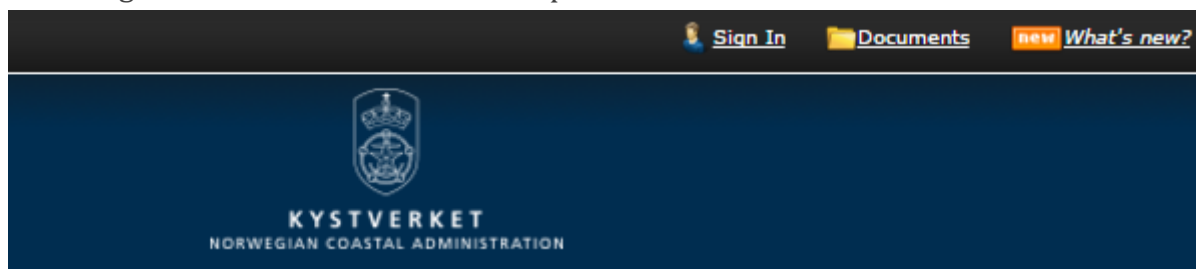 Sign In Documents new What's new?
KYSTVERKET
NORWEGIAN COASTAL ADMINISTRATION